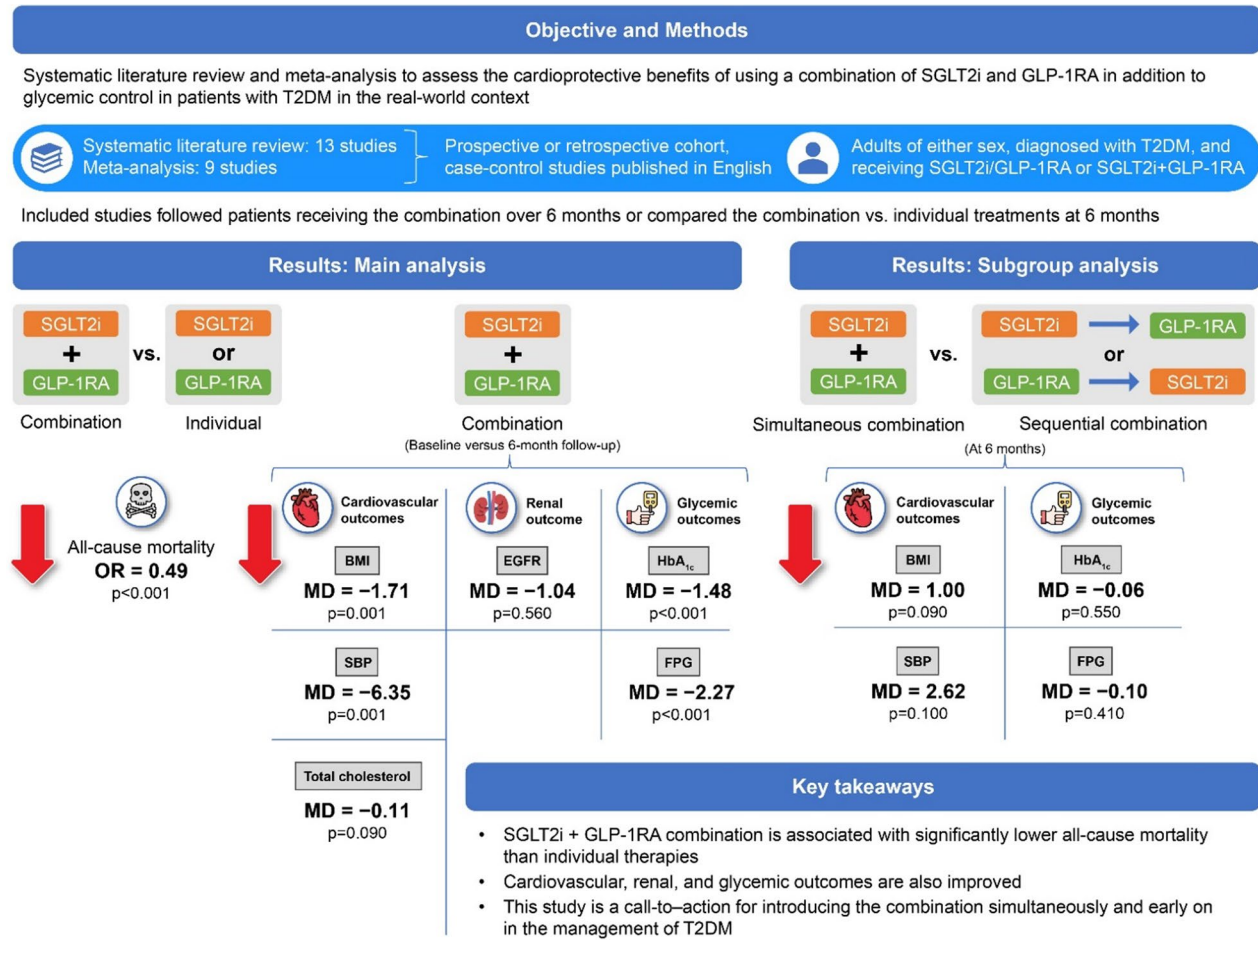 Objective and Methods
Systematic literature review and meta-analysis to assess the cardioprotective benefits of using a combination of SGLT2i and GLP-1RA in addition to
glycemic control in patients with T2DM in the real-world context
Systematic literature review: 13 studies
Meta-analysis: 9 studies
Prospective or retrospective cohort,
case-control studies published in English
Adults of either sex, diagnosed with T2DM, and
receiving SGLT2i/GLP-1RA or SGLT2i+GLP-1RA
Included studies followed patients receiving the combination over 6 months or compared the combination vs. individual treatments at 6 months
Results: Main analysis
SGLT2i
+
GLP-1RA
Combination
vs.
SGLT2i
or
GLP-1RA
Individual
All-cause mortality
OR = 0.49
p<0.001
SGLT2i
+
GLP-1RA
Combination
(Baseline versus 6-month follow-up)
Cardiovascular
outcomes
BMI
MD = −1.71
p=0.001
SBP
MD = −6.35
p=0.001
Total cholesterol
MD = −0.11
p=0.090
Renal
outcome
EGFR
MD = −1.04
p=0.560
Glycemic
outcomes
HbA1c
MD = −1.48
p<0.001
FPG
MD = −2.27
p<0.001
Results: Subgroup analysis
SGLT2i
+
GLP-1RA
Simultaneous combination
vs.
SGLT2i GLP-1RA
or
GLP-1RA SGLT2i
Sequential combination
(At 6 months)
Cardiovascular
outcomes
BMI
MD = 1.00
p=0.090
SBP
MD = 2.62
p=0.100
Glycemic
outcomes
HbA1c
MD = −0.06
p=0.550
FPG
MD = −0.10
p=0.410
Key takeaways
• SGLT2i + GLP-1RA combination is associated with significantly lower all-cause mortality
than individual therapies
• Cardiovascular, renal, and glycemic outcomes are also improved
• This study is a call-to–action for introducing the combination simultaneously and early on
in the management of T2DM